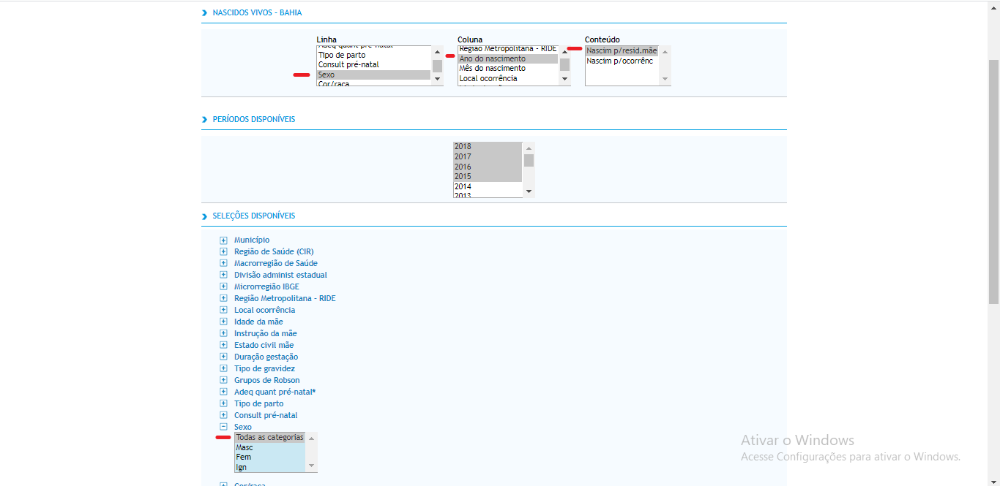 NASCIDOS VIVOS - BAHIA
Linha
Coluna
Conteúdo
Adeq quant pré-natal
Tipo de parto
Consult pré-natal
Sexo
Cor/raça
Região Metropolitana - RIDE
Ano do nascimento
Mês do nascimento
Local ocorrência
Nascim p/resid.mãe
Nascim p/ocorrênc
PERÍODOS DISPONÍVEIS
2018
2017
2016
2015
2014
2013
SELEÇÕES DISPONÍVEIS
Município
Região de Saúde (CIR)
Macrorregião de Saúde
Divisão administ estadual
Microrregião IBGE
Região Metropolitana - RIDE
Local ocorrência
Idade da mãe
Instrução da mãe
Estado civil mãe
Duração gestação
Tipo de gravidez
Grupos de Robson
Adeq quant pré-natal*
Tipo de parto
Consult pré-natal
Sexo
Todas as categorias
Masc
Fem
Ign
Cor/raça
Ativar o Windows
Acesse Configurações para ativar o Windows.